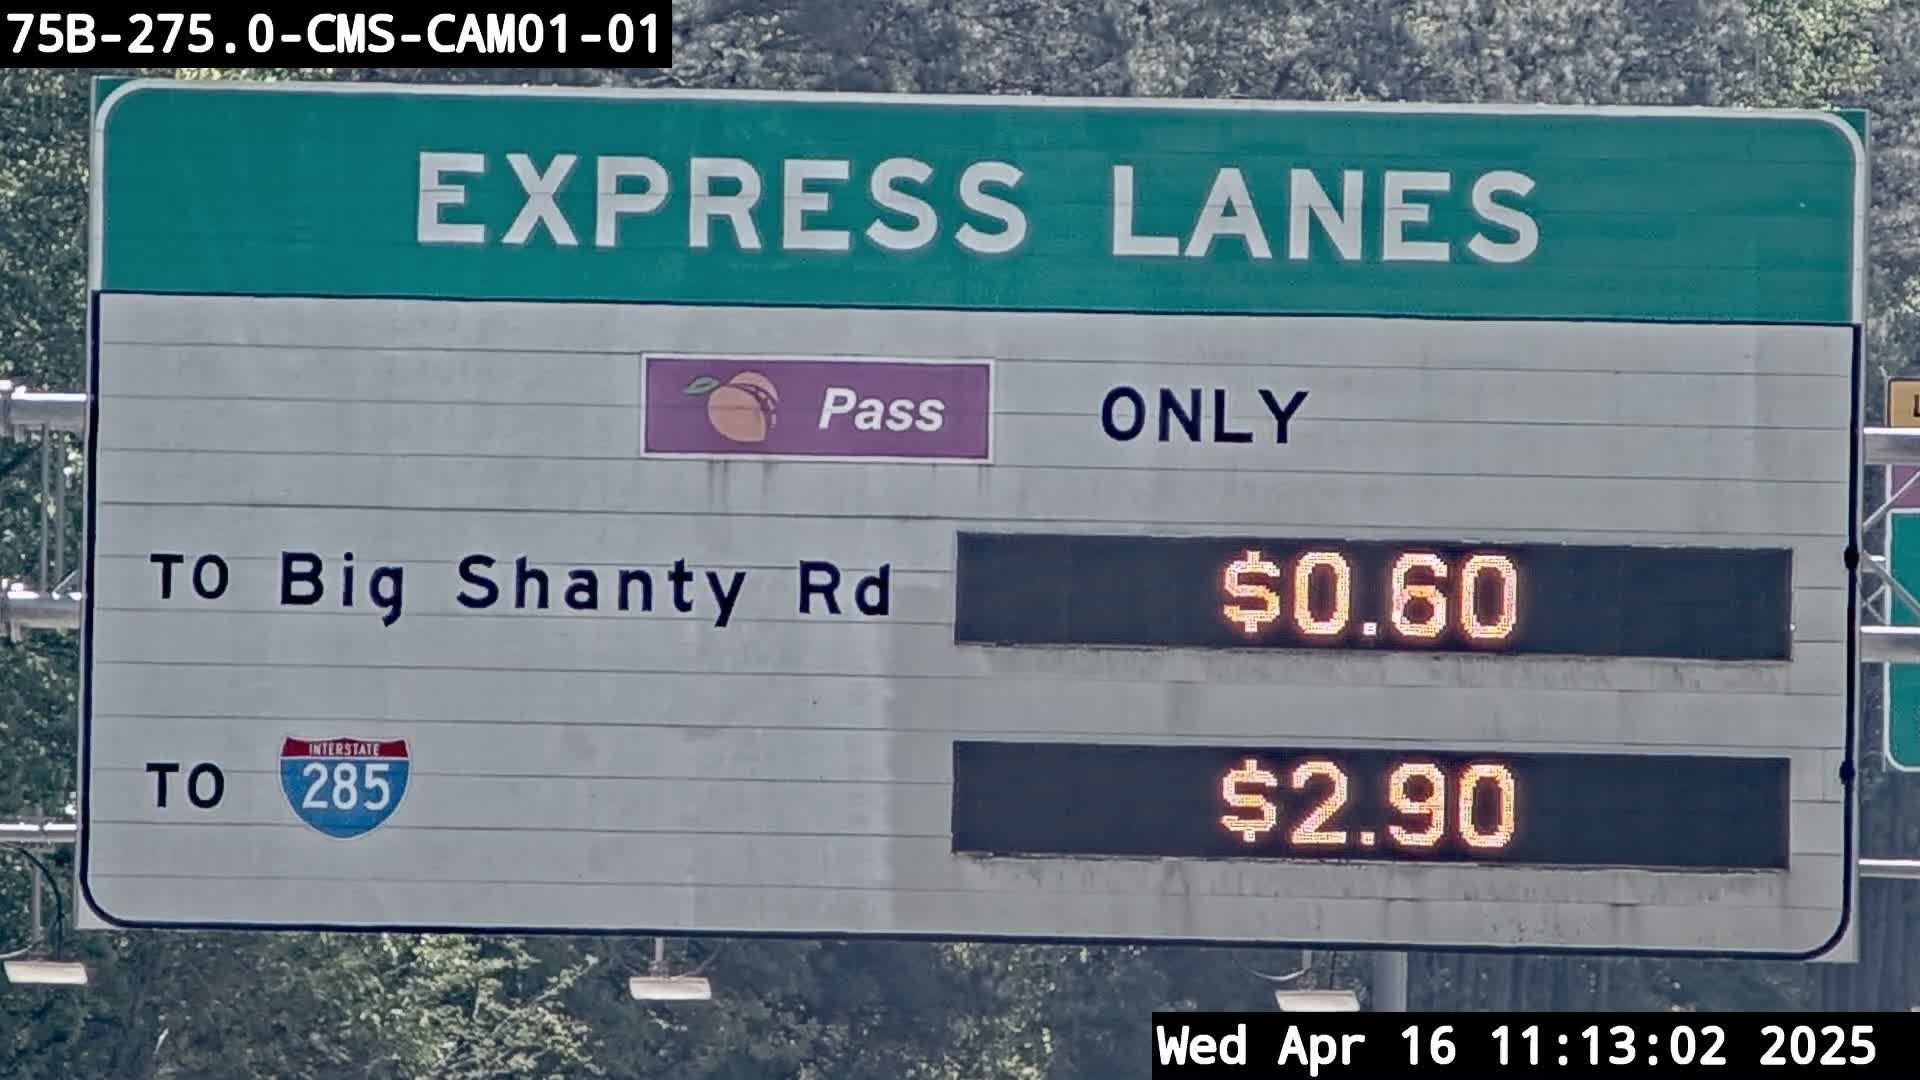 75B-275.0-CMS-CAM01-01
EXPRESS LANES
Pass ONLY
TO Big Shanty Rd $0.60
TO INTERSTATE 285 $2.90
Wed Apr 16 11:13:02 2025